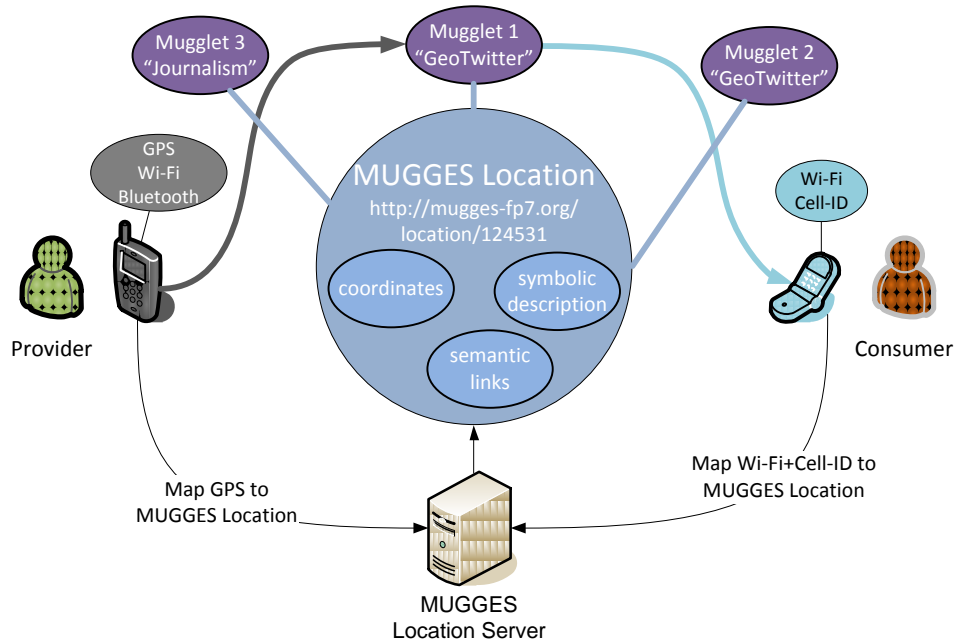 Mugglet 3
“Journalism”
Mugglet 1
“GeoTwitter”
Mugglet 2
“GeoTwitter”
GPS
Wi-Fi
Bluetooth
MUGGES Location
http://mugges-fp7.org/
location/124531
Wi-Fi
Cell-ID
coordinates
symbolic
description
semantic
links
Provider
Consumer
Map GPS to
MUGGES Location
Map Wi-Fi+Cell-ID to
MUGGES Location
MUGGES
Location Server